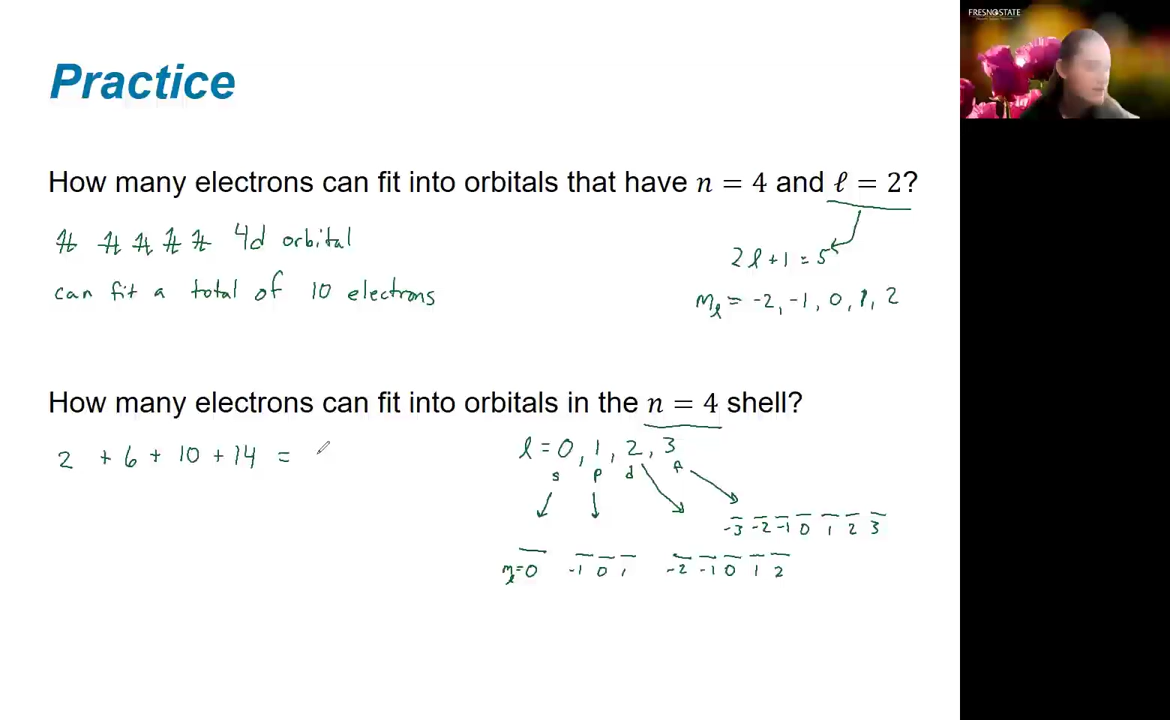 FRESNO STATE
Practice
How many electrons can fit into orbitals that have n = 4 and ℓ = 2?
4d orbital
2ℓ + 1 = 5
can fit a total of 10 electrons
mℓ = -2, -1, 0, 1, 2
How many electrons can fit into orbitals in the n = 4 shell?
2 + 6 + 10 + 14 =
ℓ = 0, 1, 2, 3
s p d f
-3 -2 -1 0 1 2 3
mℓ = 0 -1 0 1 -2 -1 0 1 2